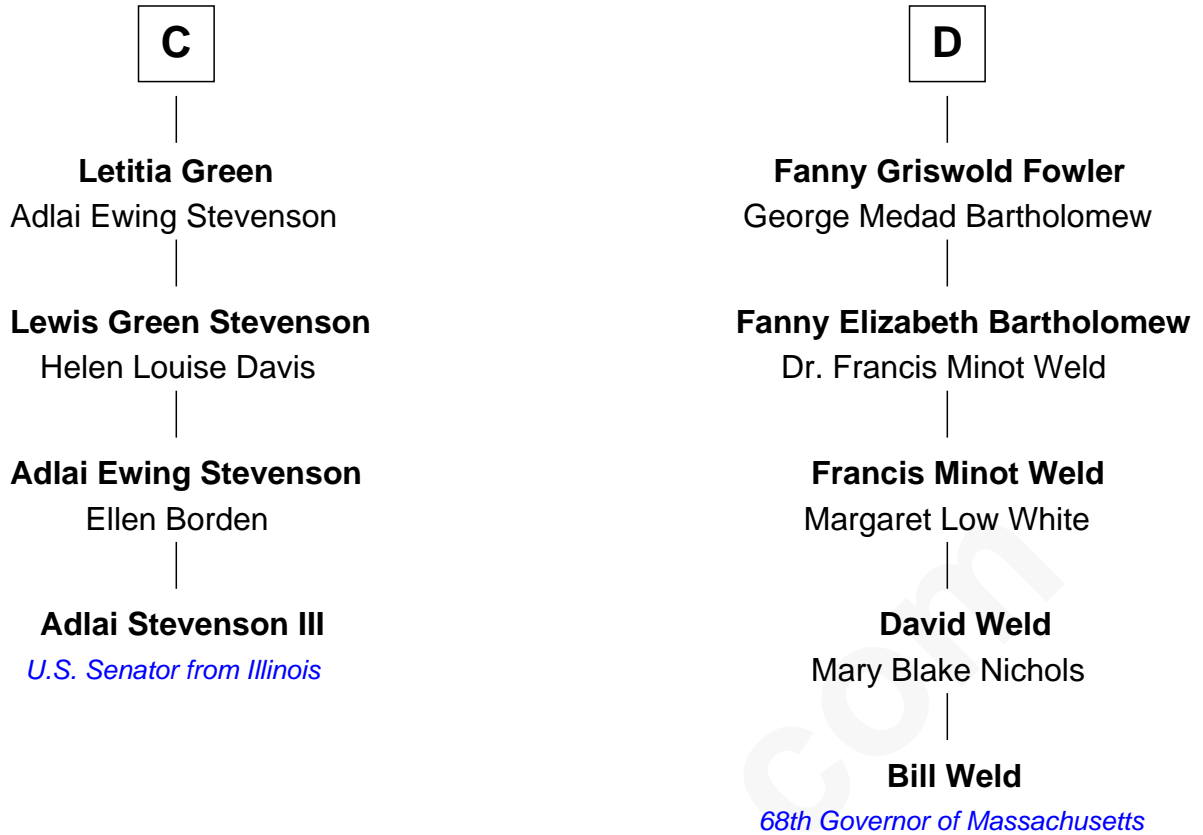 C
Letitia Green
Adlai Ewing Stevenson
Lewis Green Stevenson
Helen Louise Davis
Adlai Ewing Stevenson
Ellen Borden
Adlai Stevenson III
U.S. Senator from Illinois
D
Fanny Griswold Fowler
George Medad Bartholomew
Fanny Elizabeth Bartholomew
Dr. Francis Minot Weld
Francis Minot Weld
Margaret Low White
David Weld
Mary Blake Nichols
Bill Weld
68th Governor of Massachusetts
com